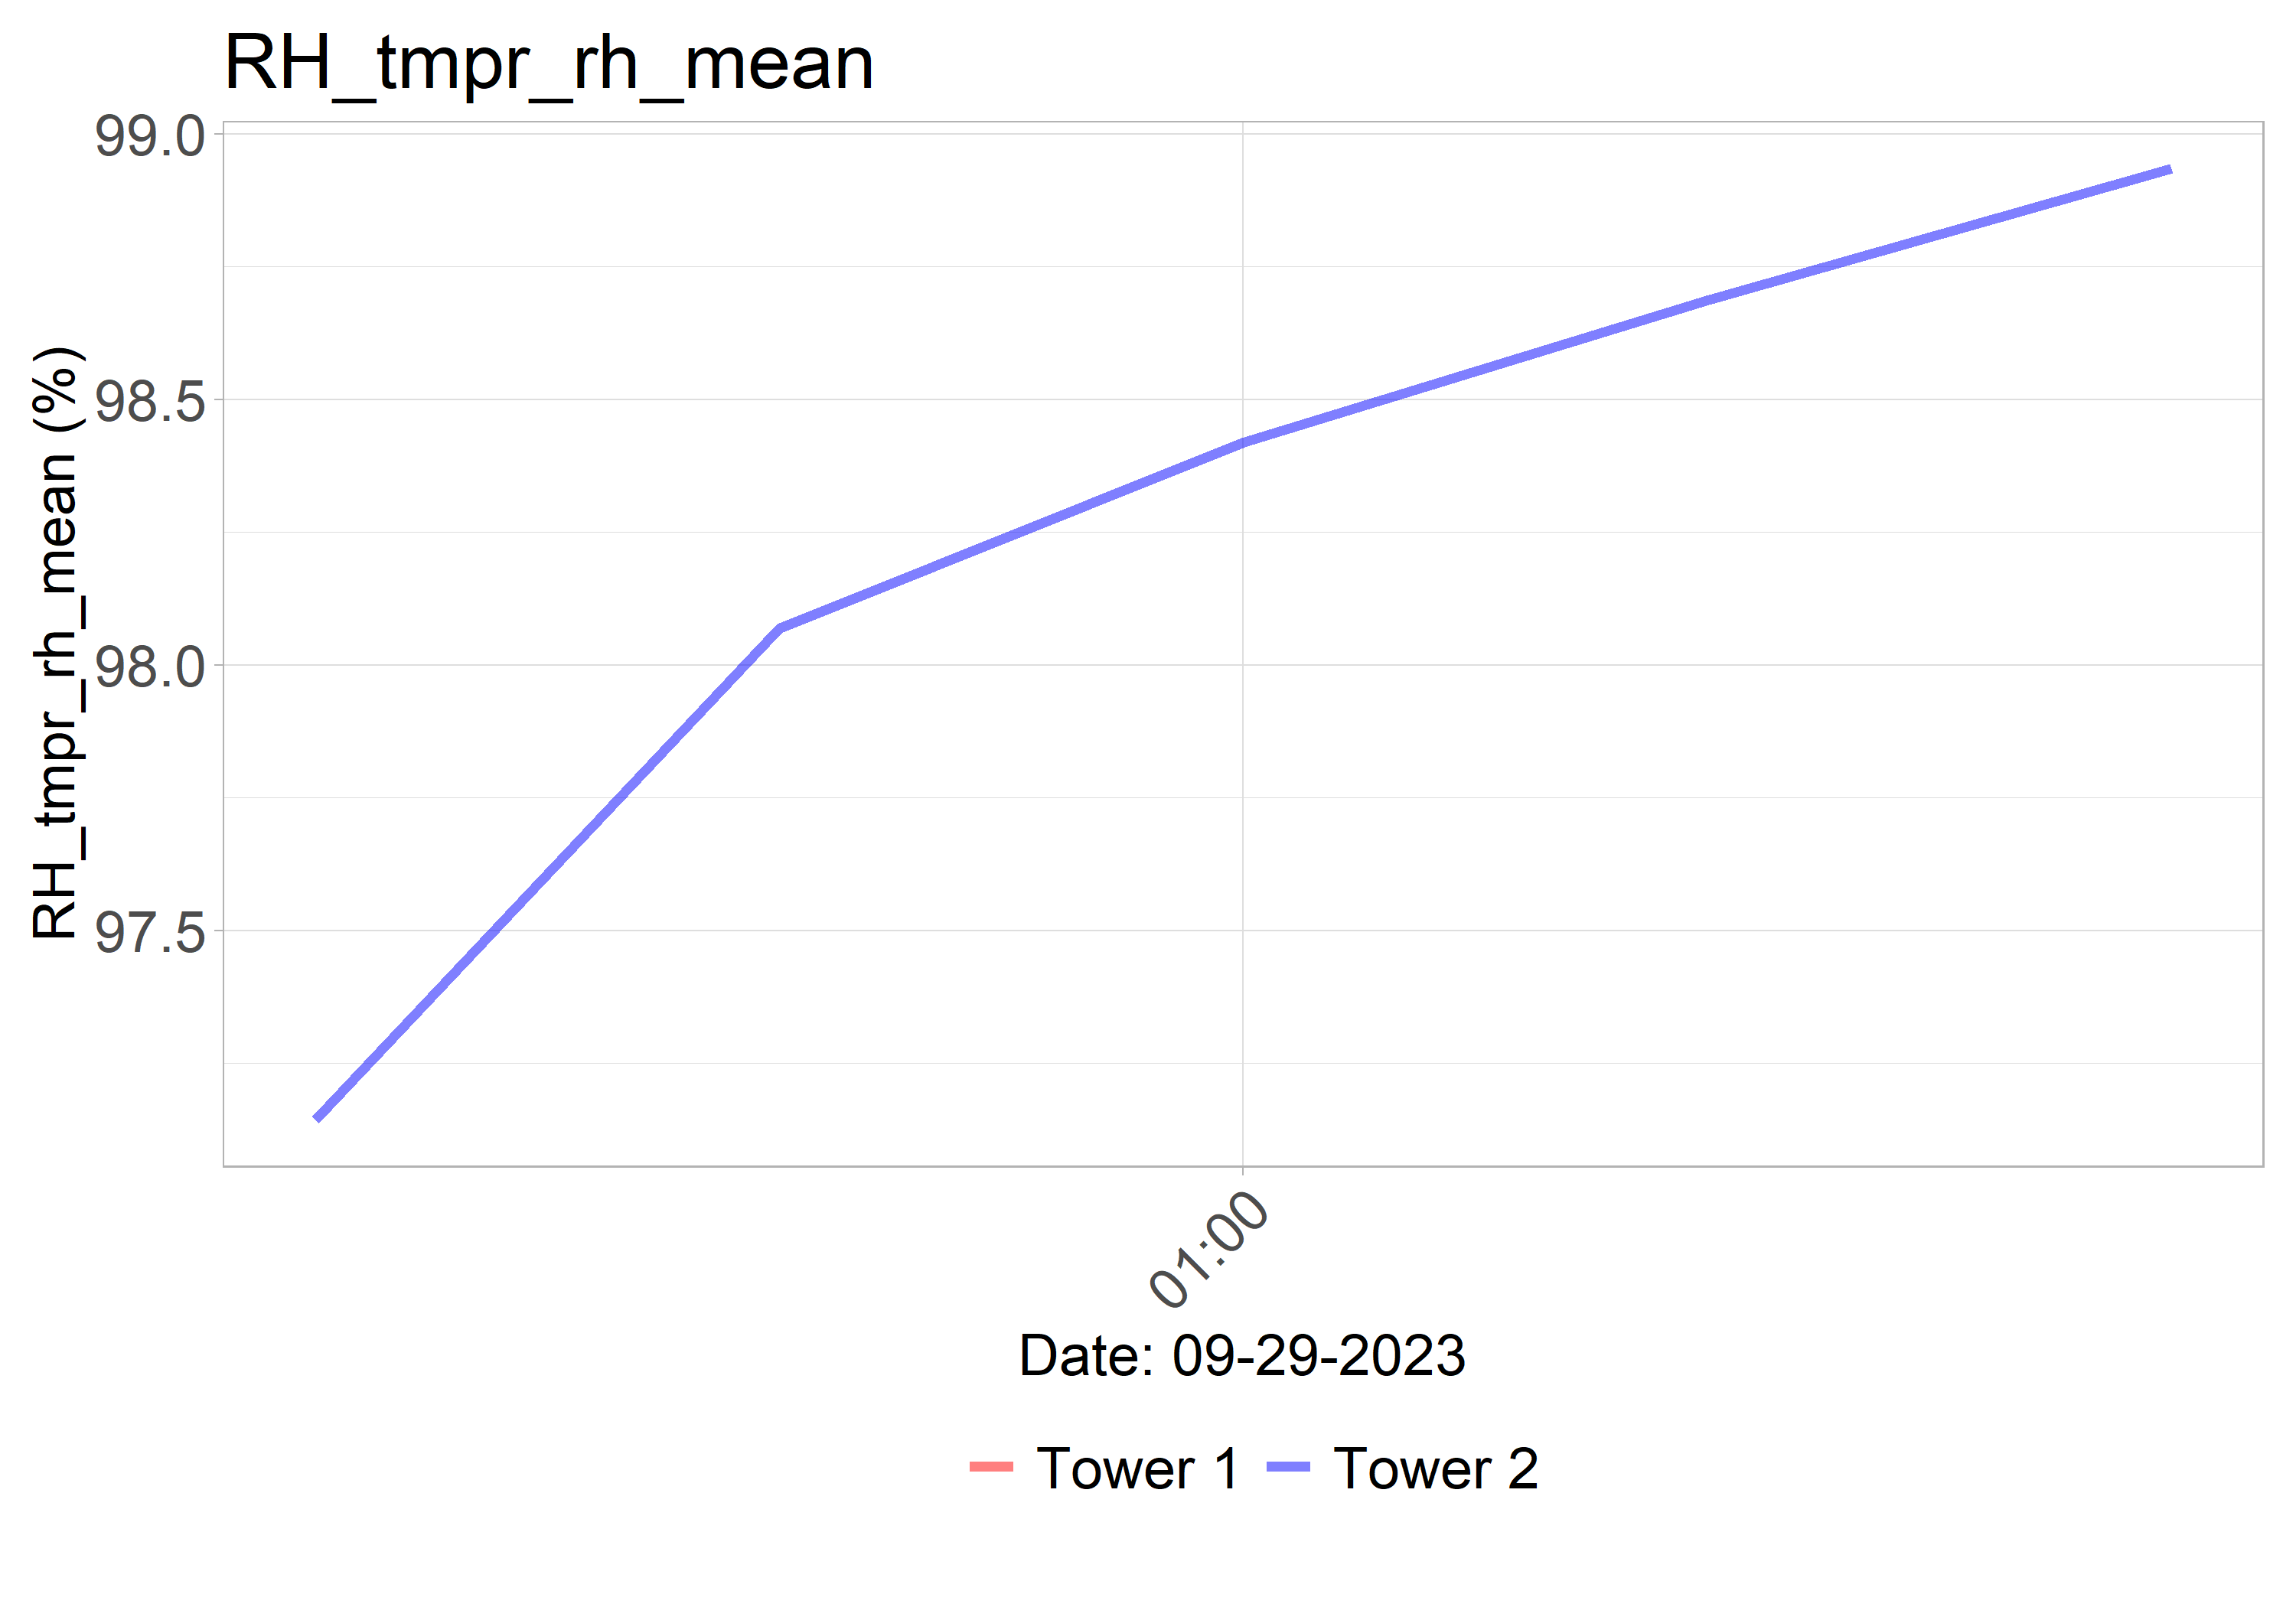 RH_tmpr_rh_mean
RH_tmpr_rh_mean (%)
99.0
98.5
98.0
97.5
01:00
Date: 09-29-2023
Tower 1 Tower 2